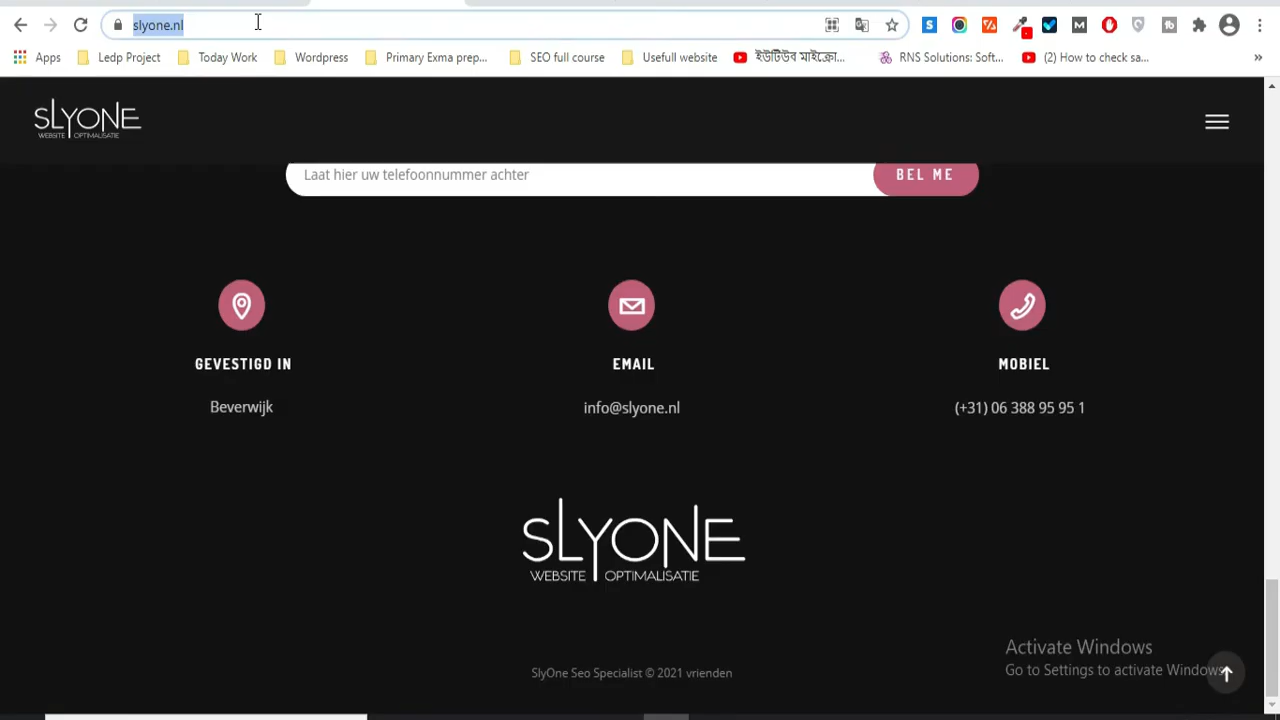 slyone.nl
Apps Ledp Project Today Work Wordpress Primary Exma prep... SEO full course Usefull website ইউটিউব মাইক্রো... RNS Solutions: Soft... (2) How to check sa... »
SLYONE
WEBSITE OPTIMALISATIE
Laat hier uw telefoonnummer achter BEL ME
GEVESTIGD IN EMAIL MOBIEL
Beverwijk info@slyone.nl (+31) 06 388 95 95 1
SLYONE
WEBSITE OPTIMALISATIE
Activate Windows
Go to Settings to activate Windows.
SlyOne Seo Specialist © 2021 vrienden